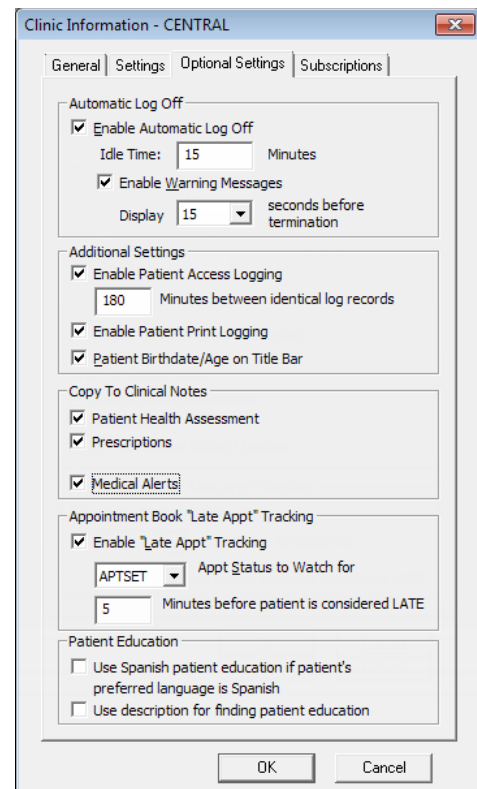 Clinic Information - CENTRAL
General Settings Optional Settings Subscriptions
Automatic Log Off
Enable Automatic Log Off
Idle Time: 15 Minutes
Enable Warning Messages
Display 15 seconds before
termination
Additional Settings
Enable Patient Access Logging
180 Minutes between identical log records
Enable Patient Print Logging
Patient Birthdate/Age on Title Bar
Copy To Clinical Notes
Patient Health Assessment
Prescriptions
Medical Alerts
Appointment Book "Late Appt" Tracking
Enable "Late Appt" Tracking
APTSET Appt Status to Watch for
5 Minutes before patient is considered LATE
Patient Education
Use Spanish patient education if patient's
preferred language is Spanish
Use description for finding patient education
OK Cancel